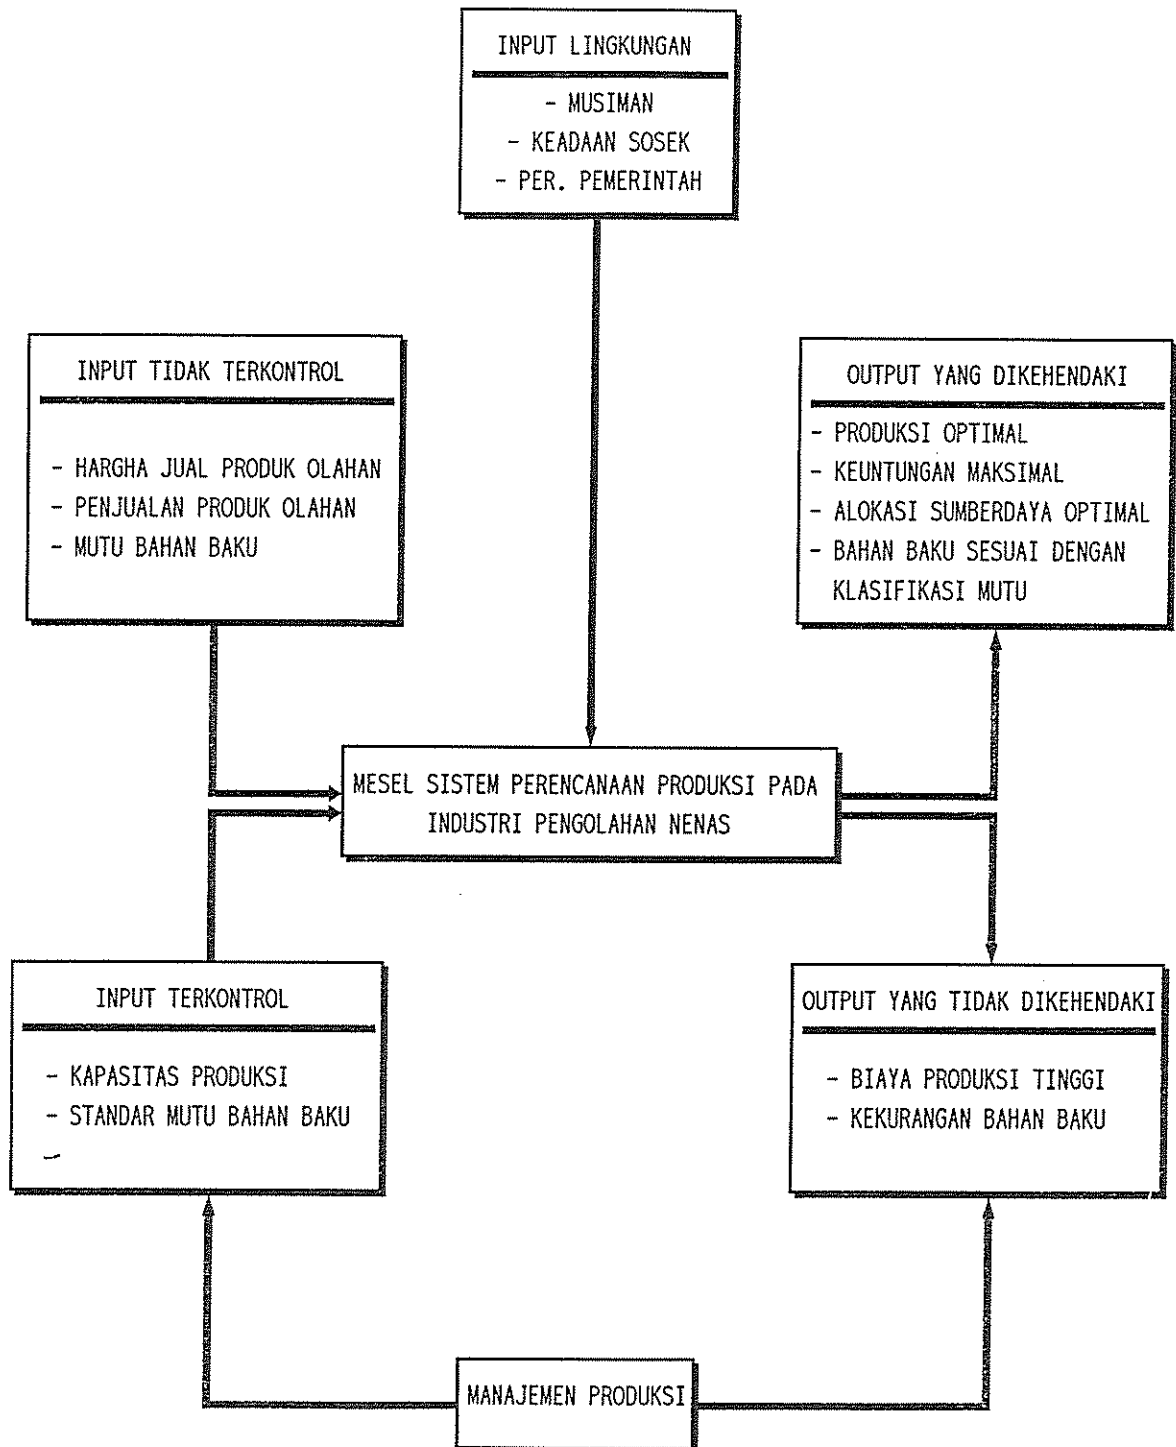 INPUT LINGKUNGAN
- MUSIMAN
- KEADAAN SOSEK
- PER. PEMERINTAH
INPUT TIDAK TERKONTROL
- HARGHA JUAL PRODUK OLAHAN
- PENJUALAN PRODUK OLAHAN
- MUTU BAHAN BAKU
OUTPUT YANG DIKEHENDAKI
- PRODUKSI OPTIMAL
- KEUNTUNGAN MAKSIMAL
- ALOKASI SUMBERDAYA OPTIMAL
- BAHAN BAKU SESUAI DENGAN
KLASIFIKASI MUTU
MESEL SISTEM PERENCANAAN PRODUKSI PADA
INDUSTRI PENGOLAHAN NENAS
INPUT TERKONTROL
- KAPASITAS PRODUKSI
- STANDAR MUTU BAHAN BAKU
-
OUTPUT YANG TIDAK DIKEHENDAKI
- BIAYA PRODUKSI TINGGI
- KEKURANGAN BAHAN BAKU
MANAJEMEN PRODUKSI